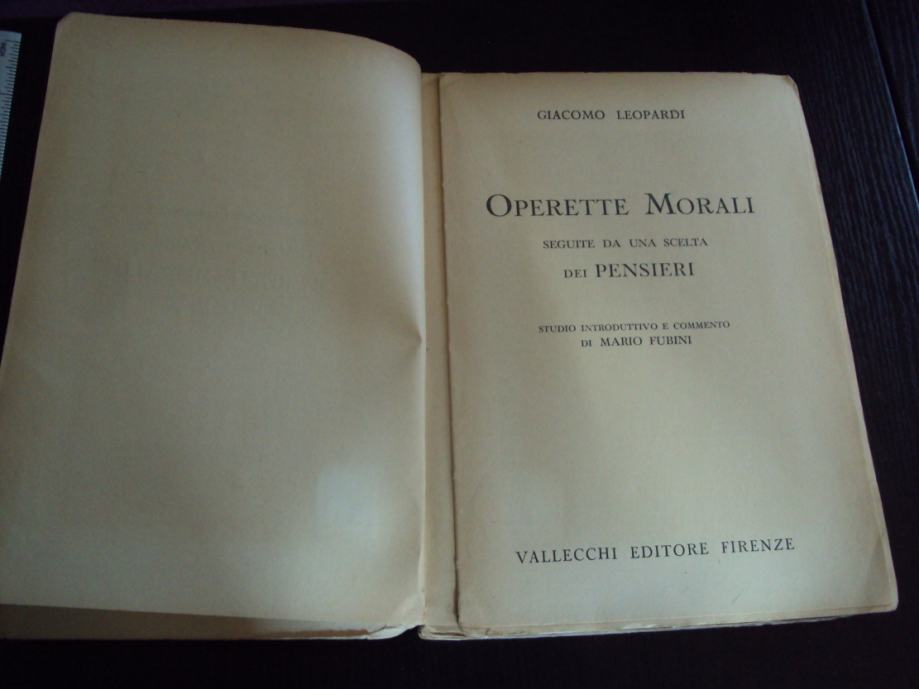 GIACOMO LEOPARDI
OPERETTE MORALI
SEGUITE DA UNA SCELTA
DEI PENSIERI
STUDIO INTRODUTTIVO E COMMENTO
DI MARIO FUBINI
VALLECCHI EDITORE FIRENZE